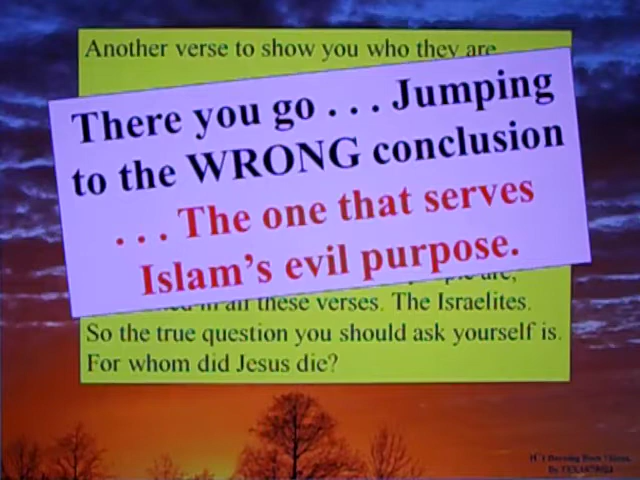 Another verse to show you who they are
There you go . . . Jumping
to the WRONG conclusion
. . . The one that serves
Islam's evil purpose.
in all these verses. The Israelites.
So the true question you should ask yourself is.
For whom did Jesus die?